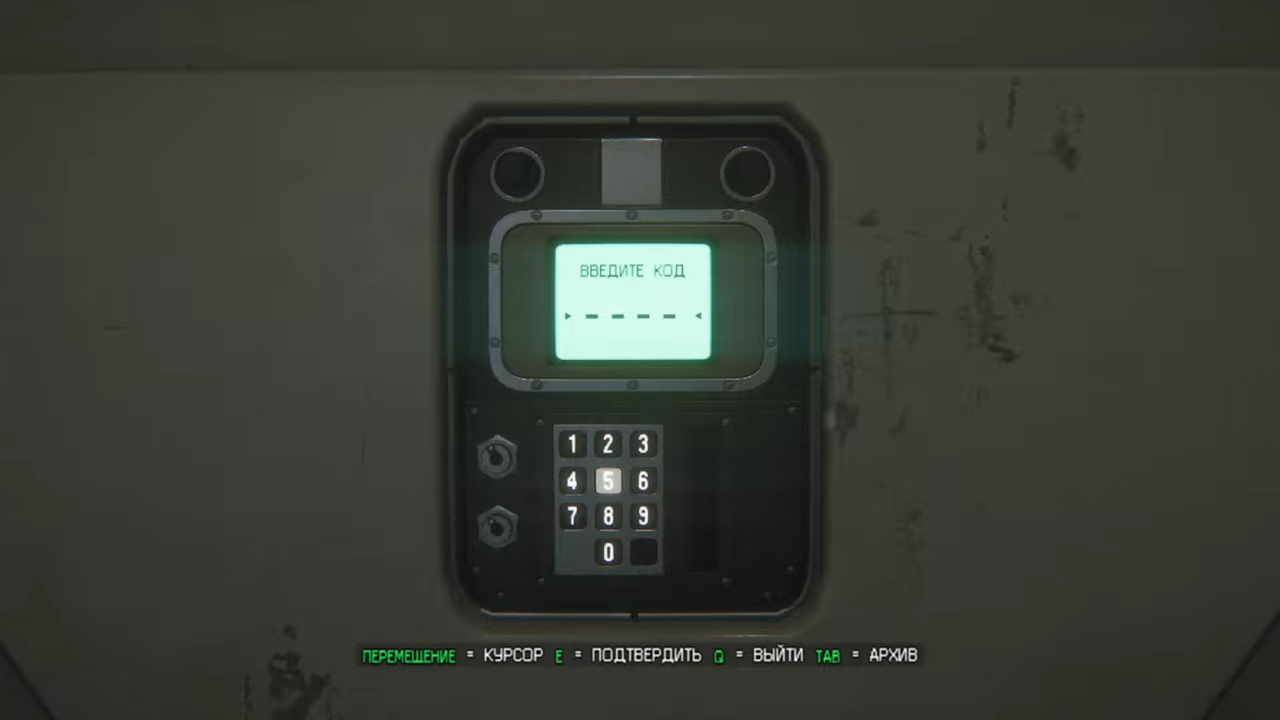 ВВЕДИТЕ КОД
1 2 3
4 5 6
7 8 9
0
ПЕРЕМЕЩЕНИЕ = КУРСОР E = ПОДТВЕРДИТЬ Q = ВЫЙТИ TAB = АРХИВ